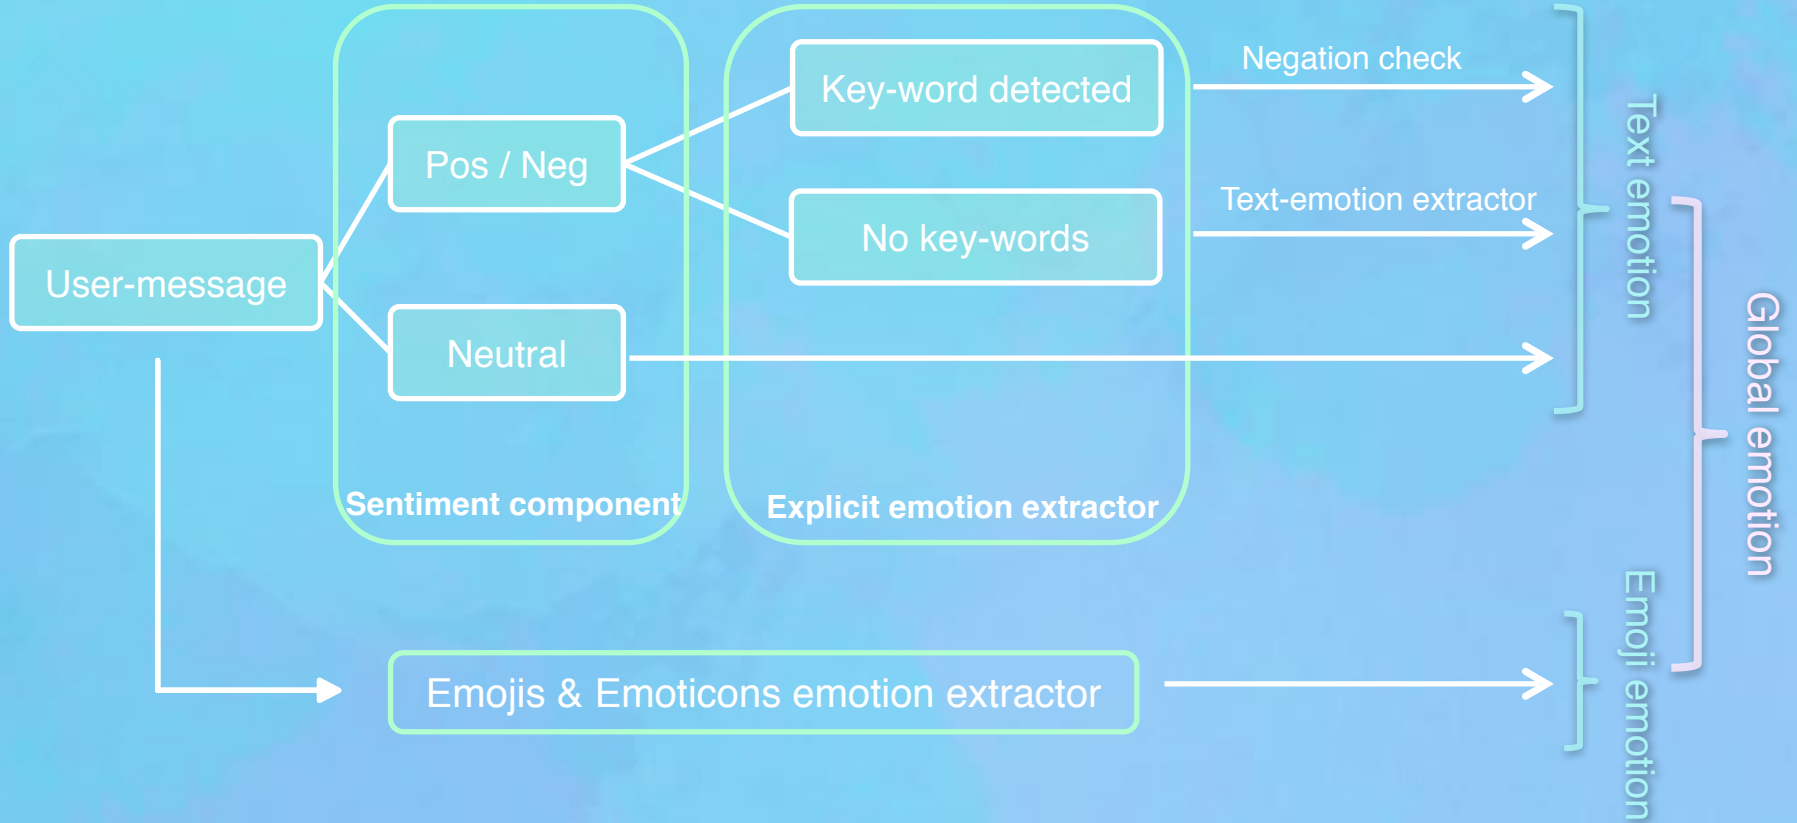 User-message
Pos / Neg
Neutral
Sentiment component
Key-word detected
No key-words
Explicit emotion extractor
Negation check
Text-emotion extractor
Text emotion
Emojis & Emoticons emotion extractor
Emoji emotion
Global emotion